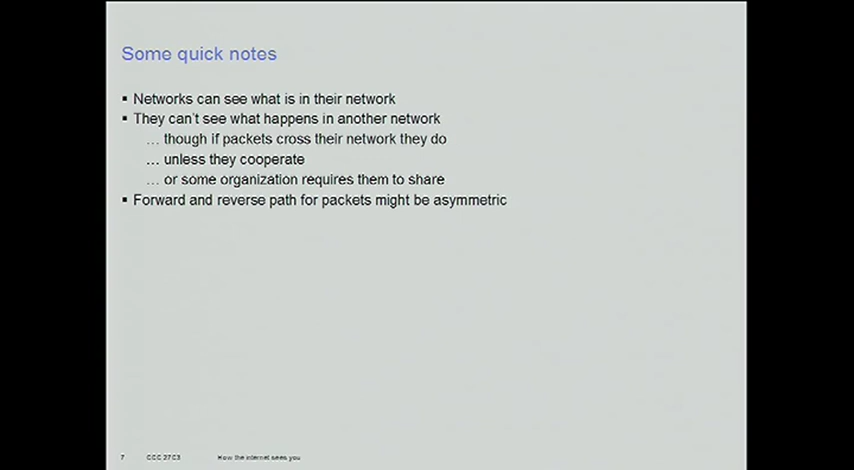 Some quick notes
▪ Networks can see what is in their network
▪ They can't see what happens in another network
… though if packets cross their network they do
… unless they cooperate
… or some organization requires them to share
▪ Forward and reverse path for packets might be asymmetric
7 CCC 27C3 How the internet sees you